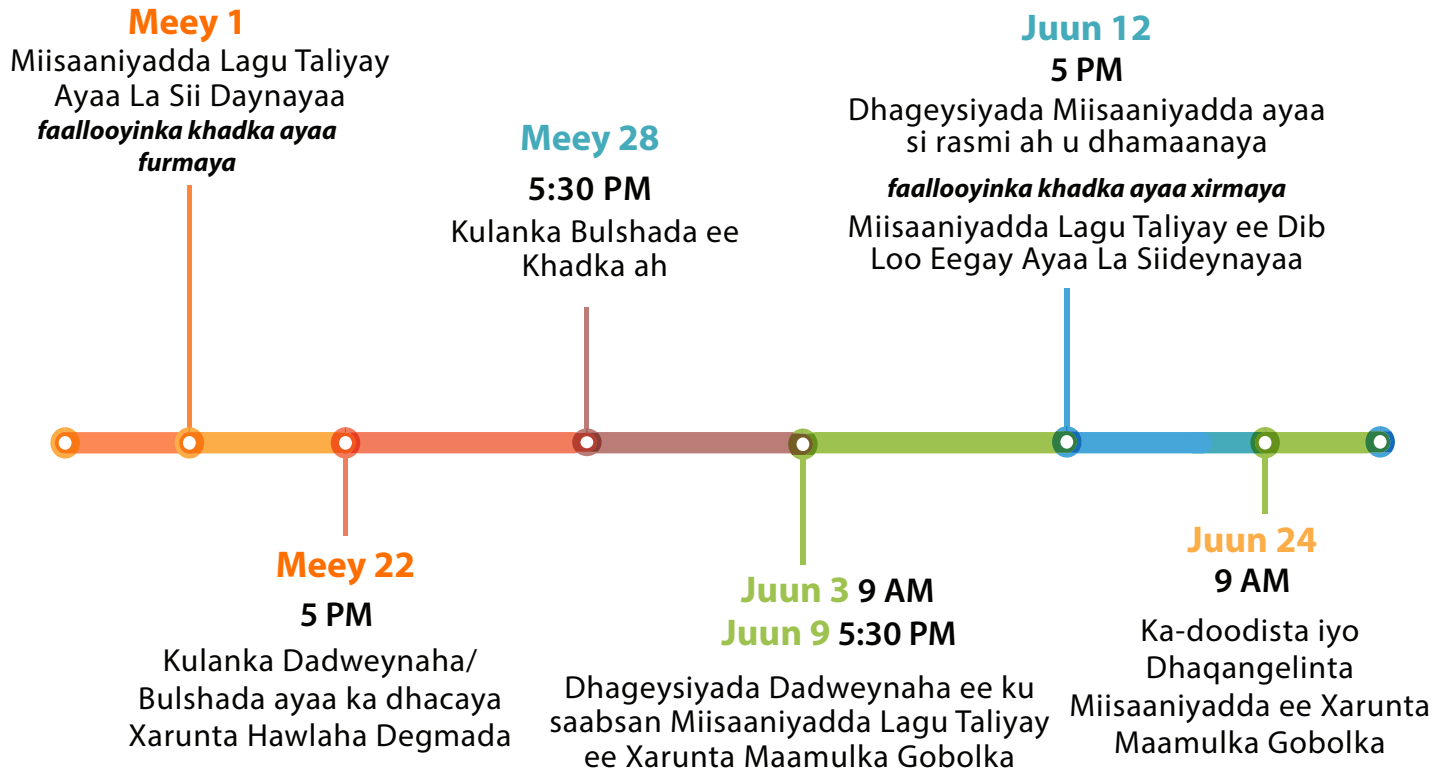 Meey 1
Miisaaniyadda Lagu Taliyay
Ayaa La Sii Daynayaa
faallooyinka khadka ayaa
furmaya
Meey 22
5 PM
Kulanka Dadweynaha/
Bulshada ayaa ka dhacaya
Xarunta Hawlaha Degmada
Meey 28
5:30 PM
Kulanka Bulshada ee
Khadka ah
Juun 3 9 AM
Juun 9 5:30 PM
Dhageysiyada Dadweynaha ee ku
saabsan Miisaaniyadda Lagu Taliyay
ee Xarunta Maamulka Gobolka
Juun 12
5 PM
Dhageysiyada Miisaaniyadda ayaa
si rasmi ah u dhamaanaya
faallooyinka khadka ayaa xirmaya
Miisaaniyadda Lagu Taliyay ee Dib
Loo Eegay Ayaa La Siideynayaa
Juun 24
9 AM
Ka-doodista iyo
Dhaqangelinta
Miisaaniyadda ee Xarunta
Maamulka Gobolka